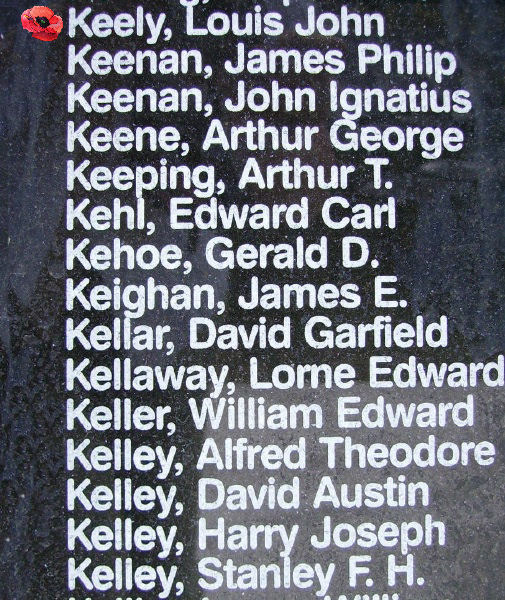 Keely, Louis John
Keenan, James Philip
Keenan, John Ignatius
Keene, Arthur George
Keeping, Arthur T.
Kehl, Edward Carl
Kehoe, Gerald D.
Keighan, James E.
Kellar, David Garfield
Kellaway, Lorne Edward
Keller, William Edward
Kelley, Alfred Theodore
Kelley, David Austin
Kelley, Harry Joseph
Kelley, Stanley F. H.